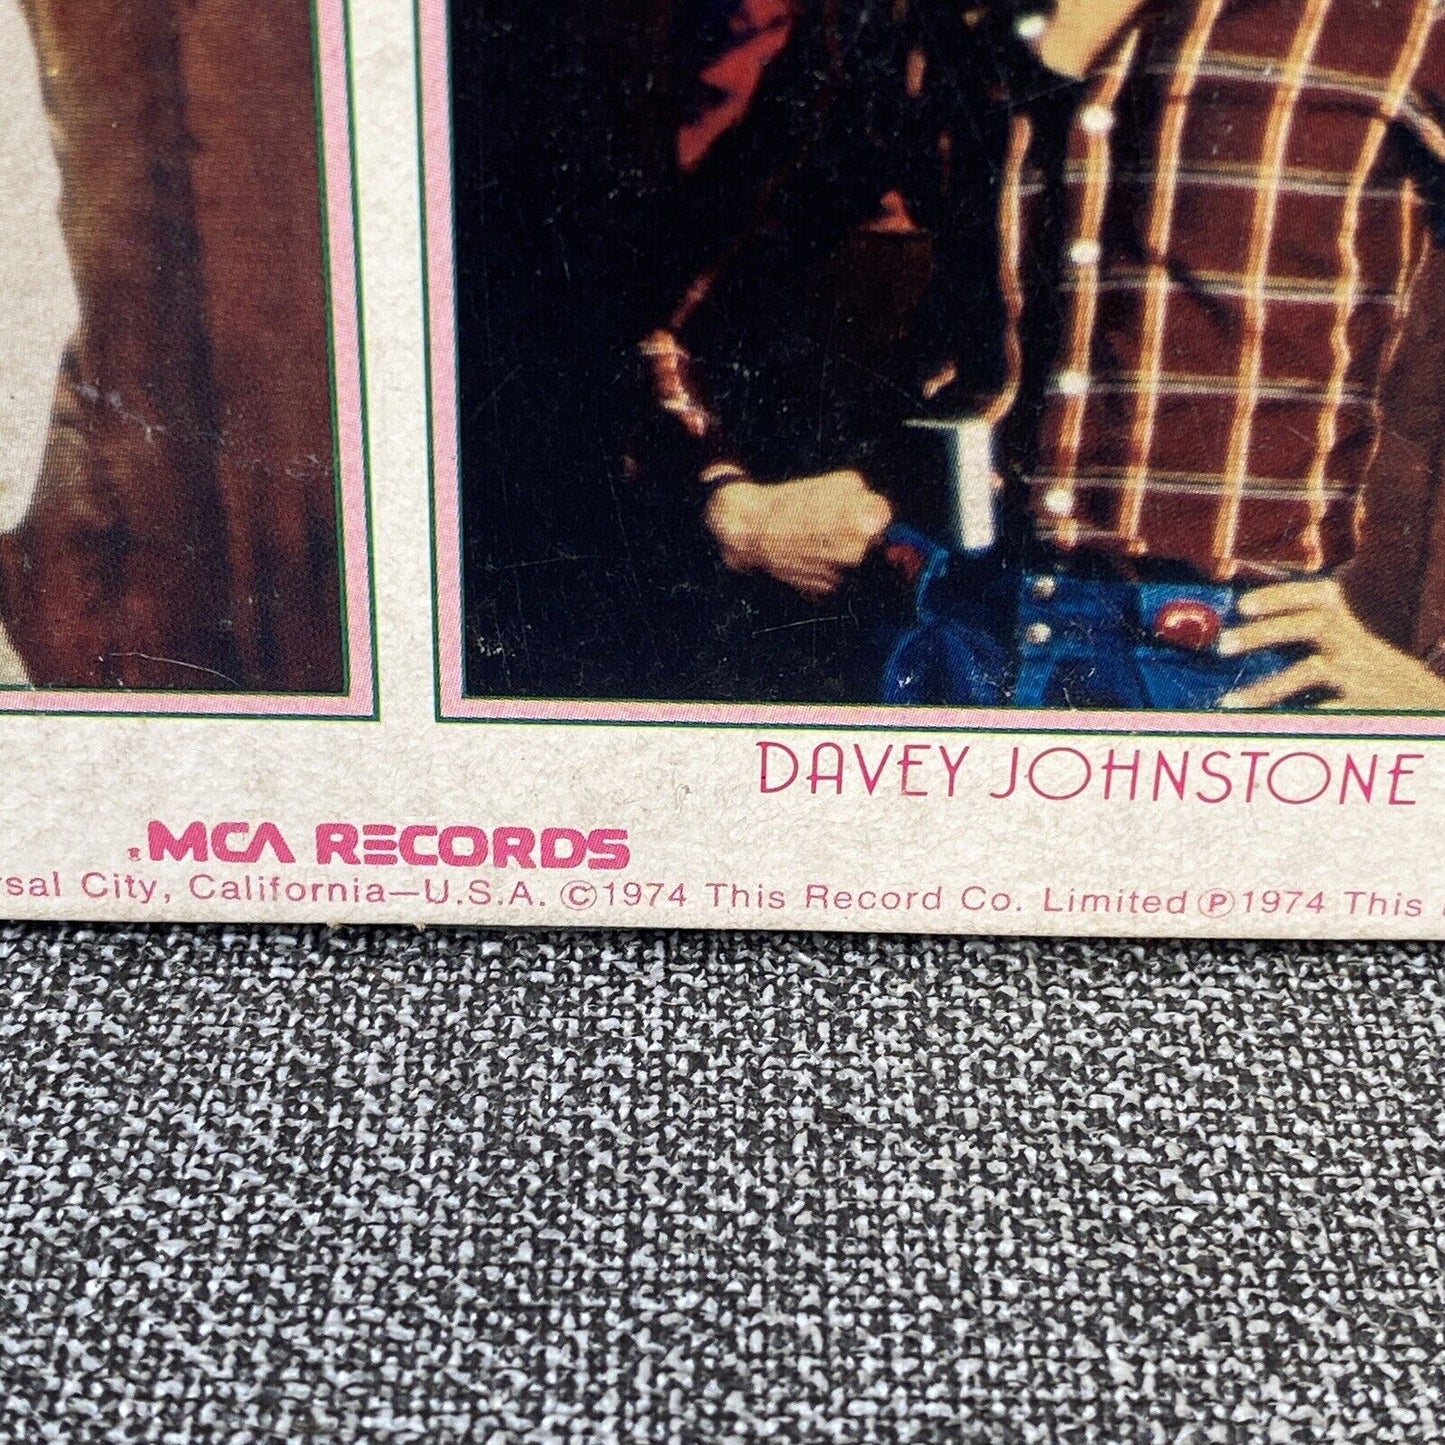 DAVEY JOHNSTONE
MCA RECORDS
rsal City, California—U.S.A. ©1974 This Record Co. Limited ℗1974 This